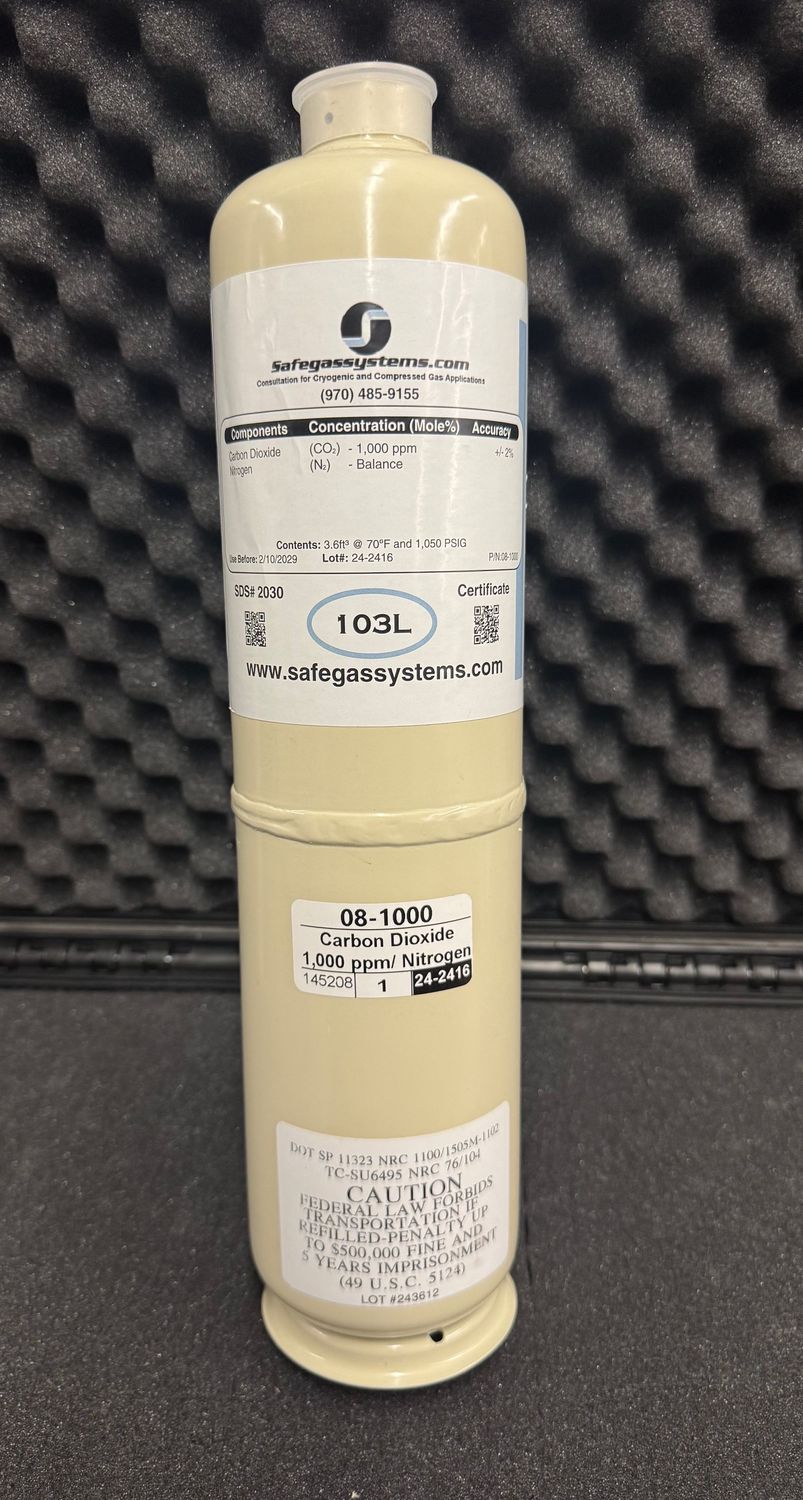 Safegassystems.com
Consultation for Cryogenic and Compressed Gas Applications
(970) 485-9155
Components Concentration (Mole%) Accuracy
Carbon Dioxide (CO₂) - 1,000 ppm +/- 2%
Nitrogen (N₂) - Balance
Contents: 3.6ft³ @ 70°F and 1,050 PSIG
Use Before: 2/10/2029 Lot#: 24-2416 P/N:08-1000
SDS# 2030 Certificate
103L
www.safegassystems.com
08-1000
Carbon Dioxide
1,000 ppm/ Nitrogen
145208 1 24-2416
DOT SP 11323 NRC 1100/1505M-1102
TC-SU6495 NRC 76/104
CAUTION
FEDERAL LAW FORBIDS
TRANSPORTATION IF
REFILLED-PENALTY UP
TO $500,000 FINE AND
5 YEARS IMPRISONMENT
(49 U.S.C. 5124)
LOT #243612